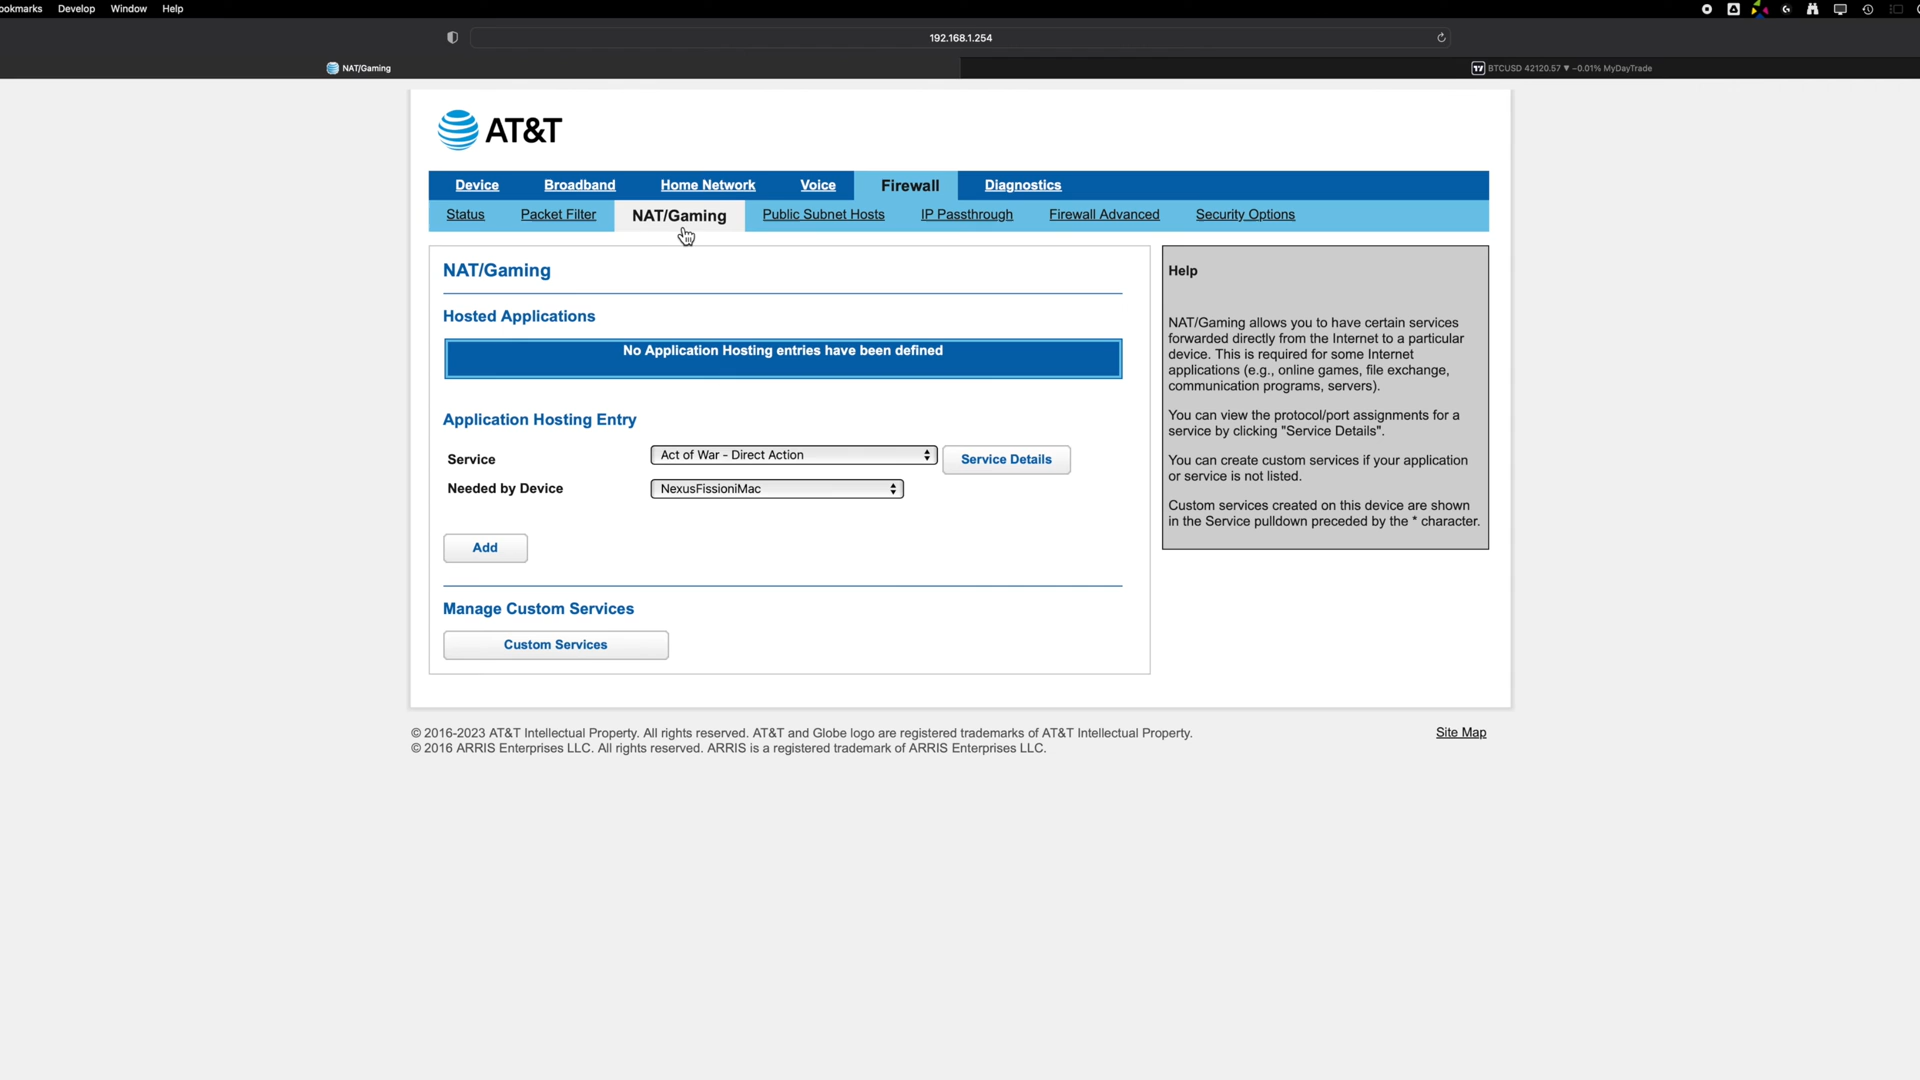 ookmarks Develop Window Help
192.168.1.254
NAT/Gaming
BTCUSD 42120.57 ▼ −0.01% MyDayTrade
AT&T
Device Broadband Home Network Voice Firewall Diagnostics
Status Packet Filter NAT/Gaming Public Subnet Hosts IP Passthrough Firewall Advanced Security Options
NAT/Gaming
Hosted Applications
No Application Hosting entries have been defined
Application Hosting Entry
Service Act of War - Direct Action Service Details
Needed by Device NexusFissioniMac
Add
Manage Custom Services
Custom Services
Help
NAT/Gaming allows you to have certain services
forwarded directly from the Internet to a particular
device. This is required for some Internet
applications (e.g., online games, file exchange,
communication programs, servers).
You can view the protocol/port assignments for a
service by clicking "Service Details".
You can create custom services if your application
or service is not listed.
Custom services created on this device are shown
in the Service pulldown preceded by the * character.
© 2016-2023 AT&T Intellectual Property. All rights reserved. AT&T and Globe logo are registered trademarks of AT&T Intellectual Property.
© 2016 ARRIS Enterprises LLC. All rights reserved. ARRIS is a registered trademark of ARRIS Enterprises LLC.
Site Map